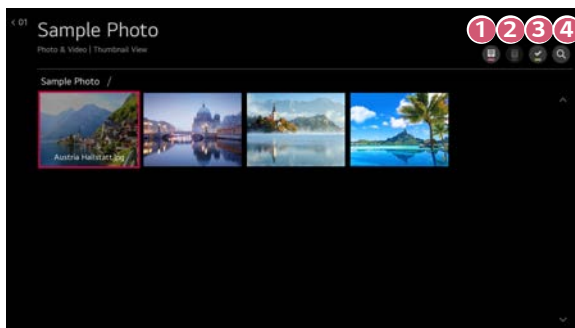 < 01
Sample Photo
Photo & Video | Thumbnail View
1 2 3 4
Sample Photo /
Austria Hallstatt.jpg